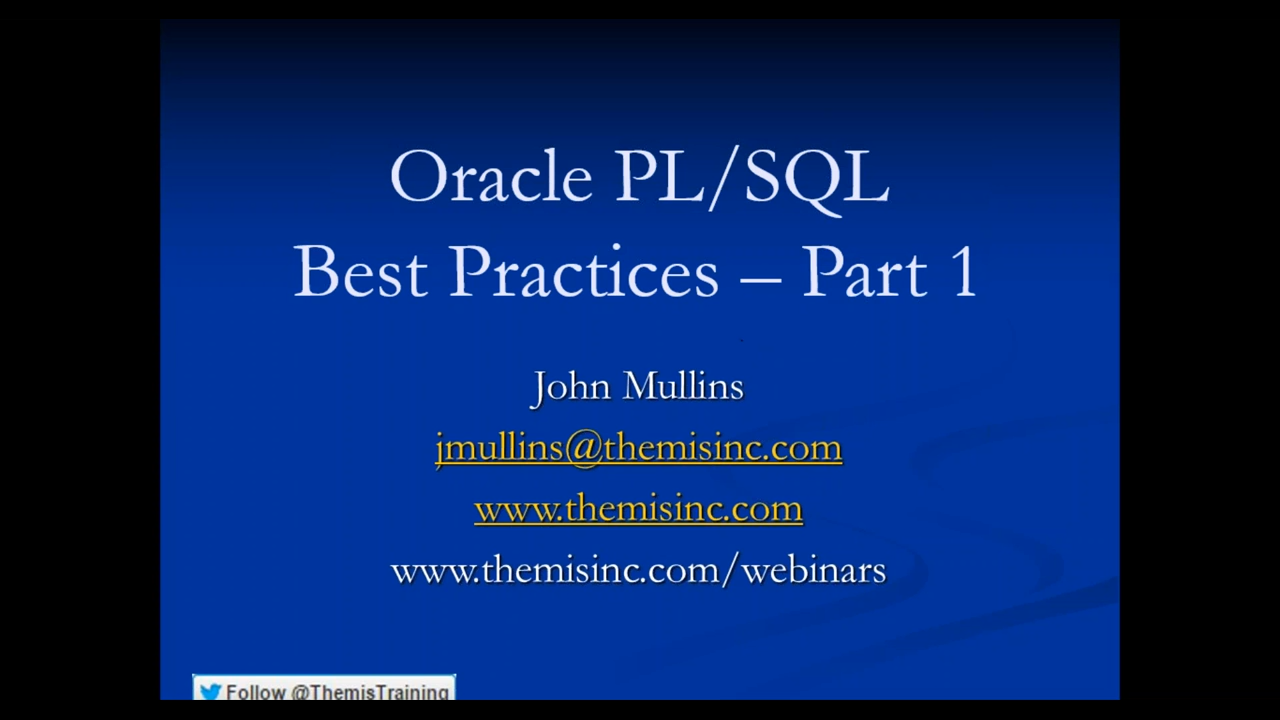 Oracle PL/SQL
Best Practices – Part 1
John Mullins
jmullins@themisinc.com
www.themisinc.com
www.themisinc.com/webinars
Follow @ThemisTraining